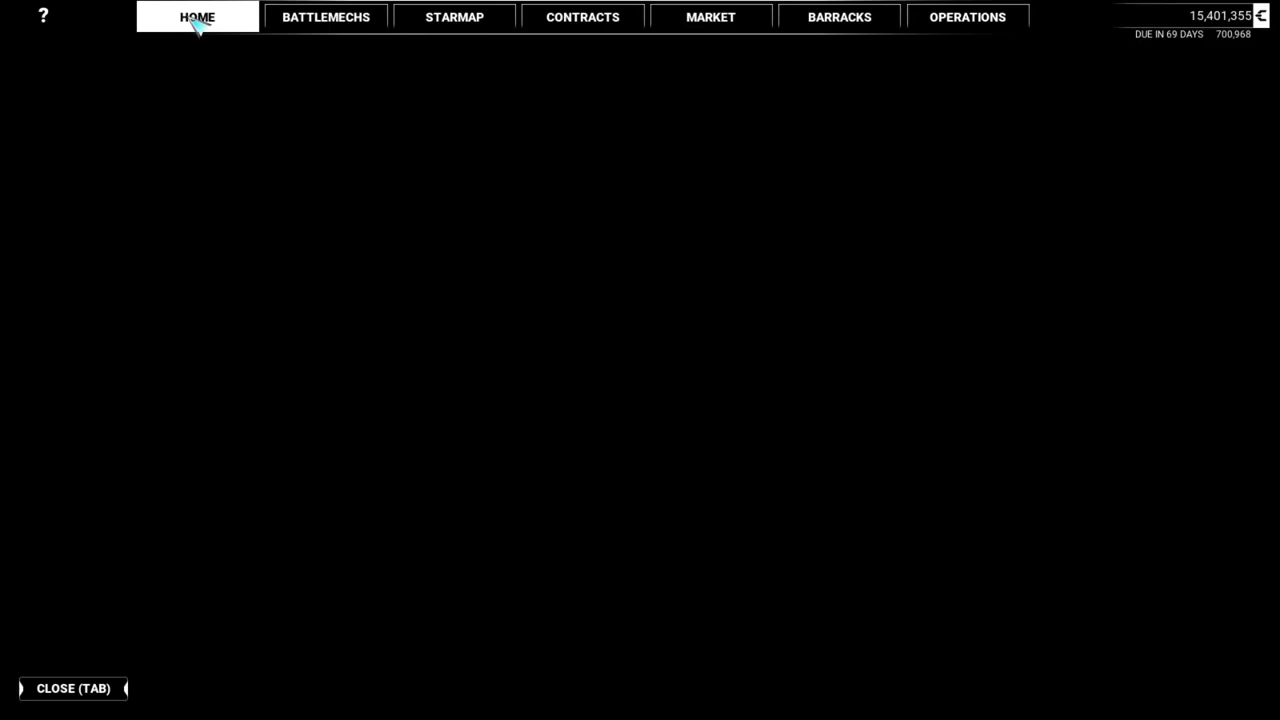 ?
HOME
BATTLEMECHS
STARMAP
CONTRACTS
MARKET
BARRACKS
OPERATIONS
15,401,355 €
DUE IN 69 DAYS 700,968
CLOSE (TAB)